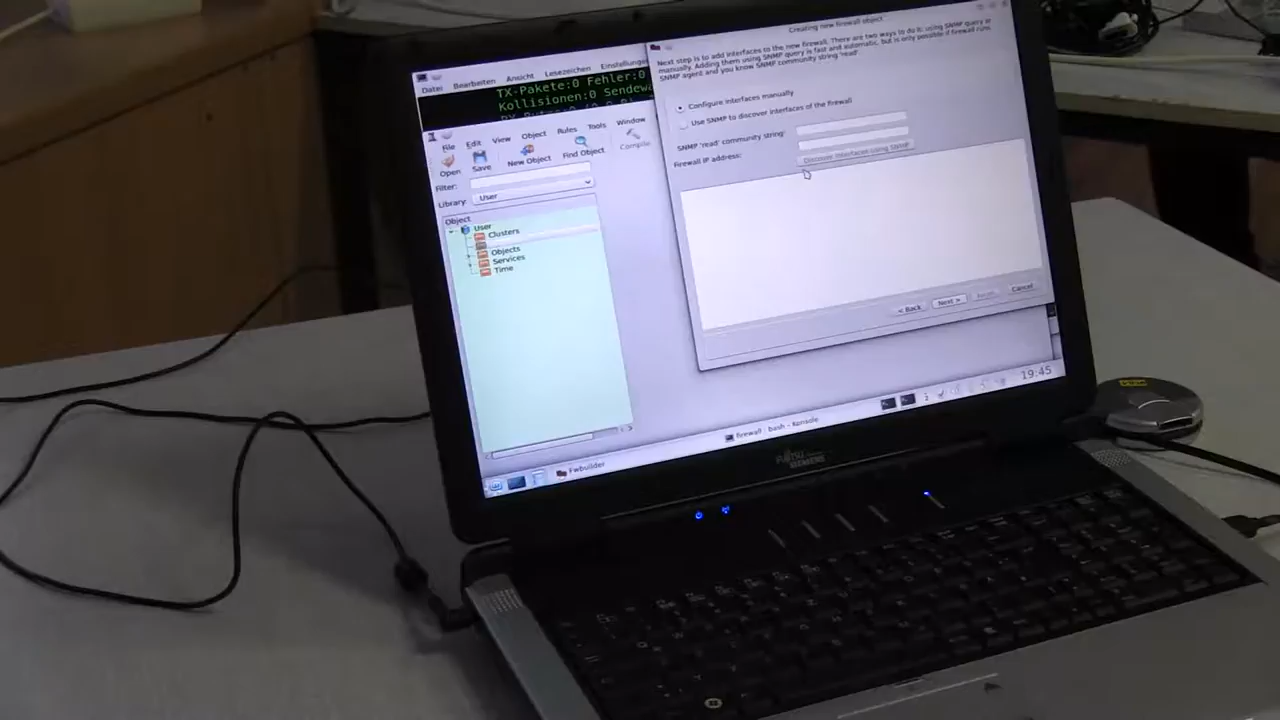 Creating new firewall object
Next step is to add interfaces to the new firewall. There are two ways to do it: using SNMP query or
manually. Adding them using SNMP query is fast and automatic, but is only possible if firewall runs
SNMP agent and you know SNMP community string 'read'.
Configure interfaces manually
Use SNMP to discover interfaces of the firewall
SNMP 'read' community string:
Firewall IP address:
Discover Interfaces using SNMP
< Back
Next >
Cancel
Datei Bearbeiten Ansicht Lesezeichen Einstellungen
TX-Pakete:0 Fehler:0
Kollisionen:0 Sendewa
File Edit View Object Rules Tools Window
Open
Save
New Object
Find Object
Compile
Filter:
Library:
User
Object
User
Clusters
Objects
Services
Time
Fwbuilder
firewall : bash - Konsole
19:45
FUJITSU
SIEMENS